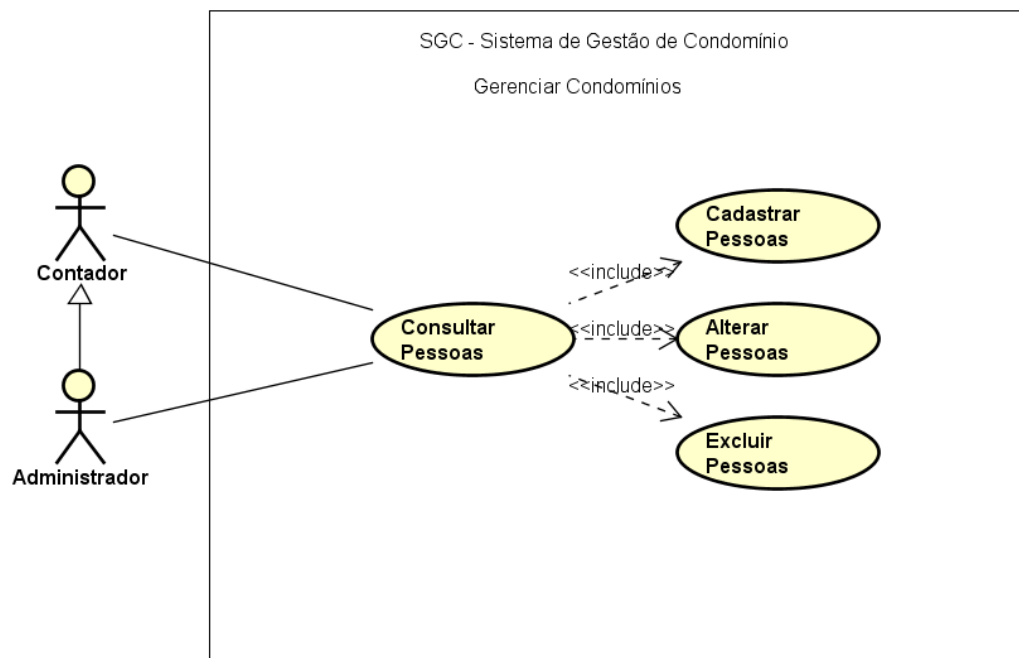 SGC - Sistema de Gestão de Condomínio
Gerenciar Condomínios
Contador
Administrador
Consultar
Pessoas
<<include>>
<<include>>
<<include>>
Cadastrar
Pessoas
Alterar
Pessoas
Excluir
Pessoas